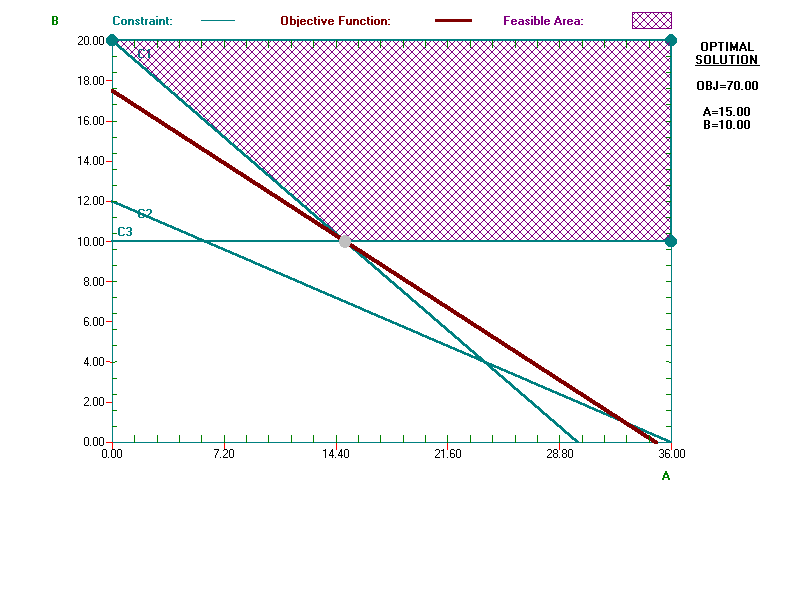 B Constraint: Objective Function: Feasible Area:
20.00
C1
OPTIMAL
SOLUTION
18.00
OBJ=70.00
A=15.00
B=10.00
16.00
14.00
12.00
C2
C3
10.00
8.00
6.00
4.00
2.00
0.00
0.00 7.20 14.40 21.60 28.80 36.00
A